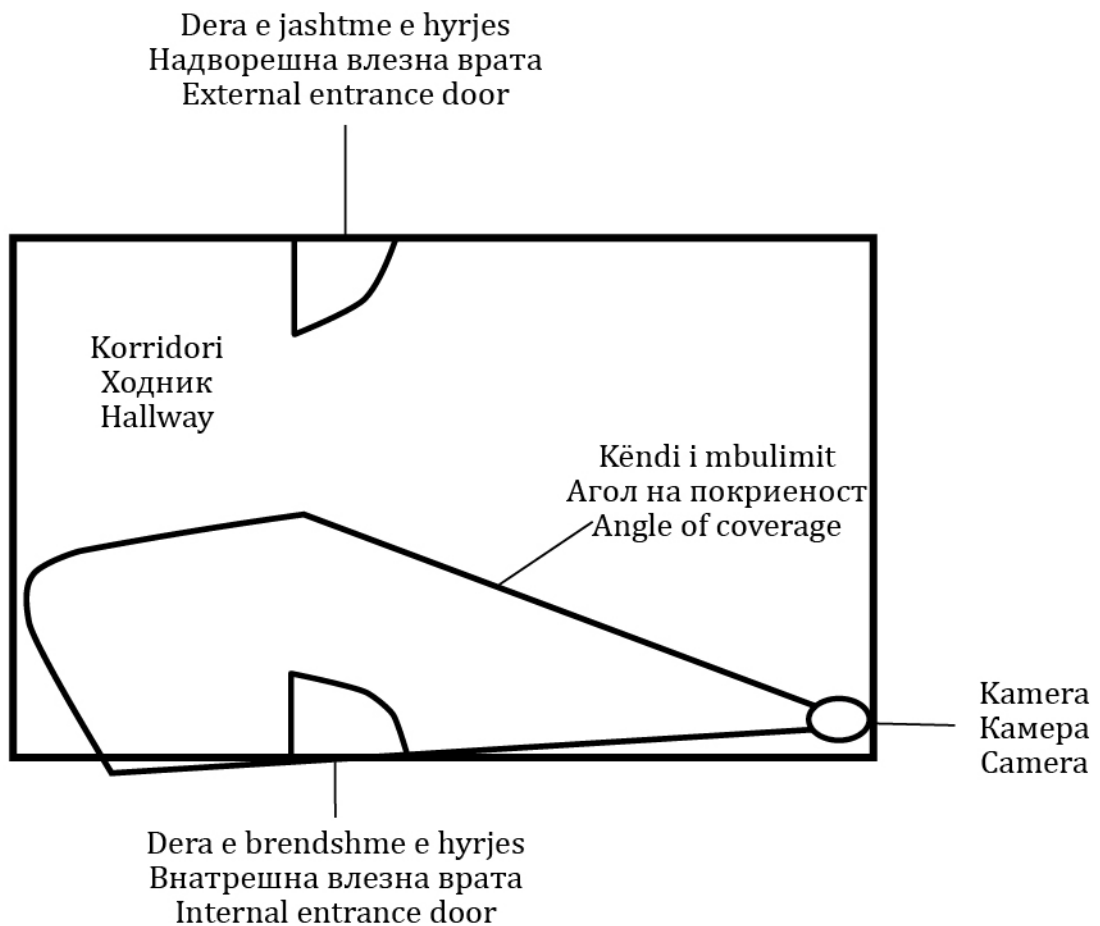 Dera e jashtme e hyrjes
Надворешна влезна врата
External entrance door
Korridori
Ходник
Hallway
Këndi i mbulimit
Агол на покриеност
Angle of coverage
Kamera
Камера
Camera
Dera e brendshme e hyrjes
Внатрешна влезна врата
Internal entrance door